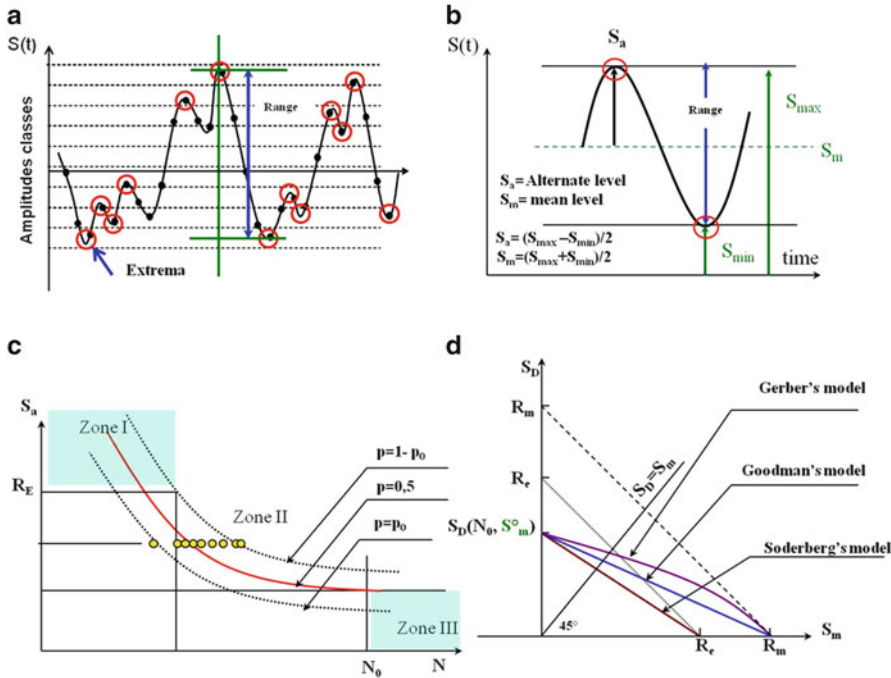 a
S(t)
Amplitudes classes
Range
Extrema
b
S(t)
Sa
Range
Smax
Sm
Sa= Alternate level
Sm= mean level
Sa= (Smax−Smin)/2
Sm=(Smax+Smin)/2
Smin
time
c
Sa
Zone I
p=1- p0
RE
p=0,5
Zone II
p=p0
Zone III
N0
N
d
SD
Gerber's model
Rm
Goodman's model
Re
SD=Sm
SD(N0, S°m)
Soderberg's model
45°
Re
Rm
Sm